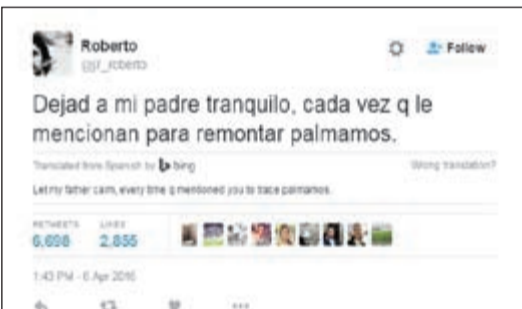 Roberto
Follow
Dejad a mi padre tranquilo, cada vez q le
mencionan para remontar palmamos.
Translated from Spanish by bing
Wrong translation?
Let my father calm, every time q mentioned you to trace palmamos.
RETWEETS LIKES
6,698 2,855
1:43 PM - 6 Apr 2016